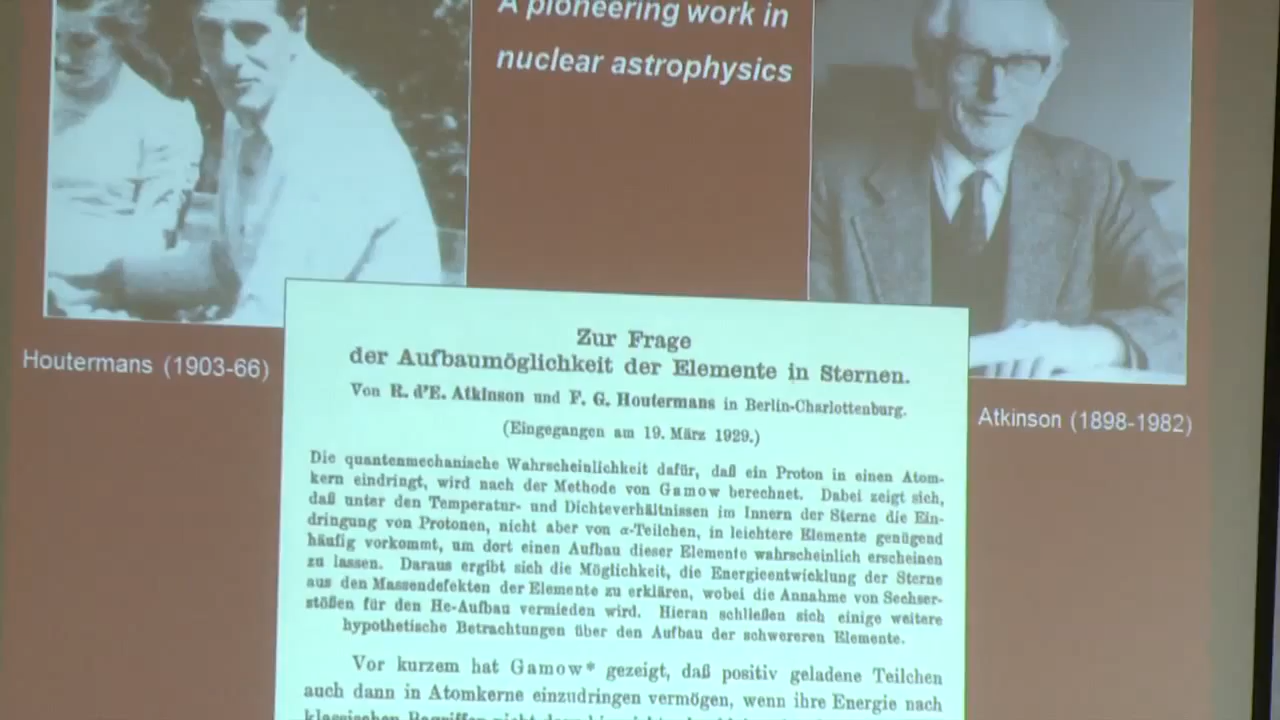 A pioneering work in
nuclear astrophysics
Houtermans (1903-66)
Atkinson (1898-1982)
Zur Frage
der Aufbaumöglichkeit der Elemente in Sternen.
Von R. d'E. Atkinson und F. G. Houtermans in Berlin-Charlottenburg.
(Eingegangen am 19. März 1929.)
Die quantenmechanische Wahrscheinlichkeit dafür, daß ein Proton in einen Atom-
kern eindringt, wird nach der Methode von Gamow berechnet. Dabei zeigt sich,
daß unter den Temperatur- und Dichteverhältnissen im Innern der Sterne die Ein-
dringung von Protonen, nicht aber von α-Teilchen, in leichtere Elemente genügend
häufig vorkommt, um dort einen Aufbau dieser Elemente wahrscheinlich erscheinen
zu lassen. Daraus ergibt sich die Möglichkeit, die Energieentwicklung der Sterne
aus den Massendefekten der Elemente zu erklären, wobei die Annahme von Sechser-
stößen für den He-Aufbau vermieden wird. Hieran schließen sich einige weitere
hypothetische Betrachtungen über den Aufbau der schwereren Elemente.
Vor kurzem hat Gamow* gezeigt, daß positiv geladene Teilchen
auch dann in Atomkerne einzudringen vermögen, wenn ihre Energie nach
klassischen Begriffen nicht